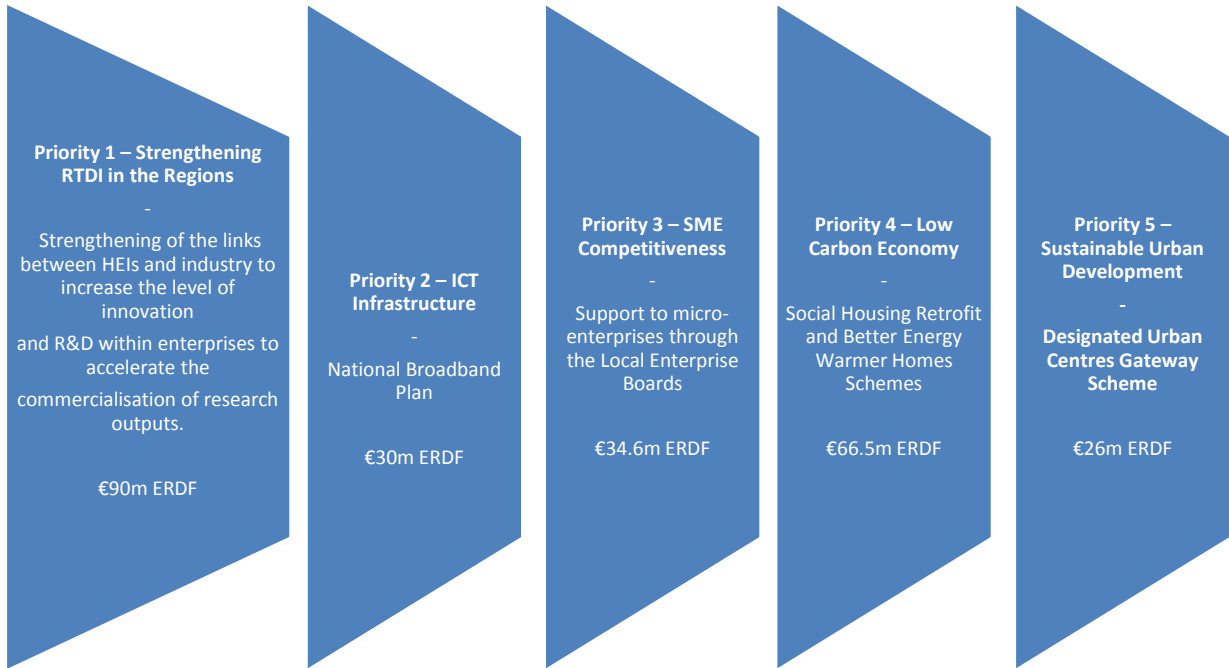 Priority 1 – Strengthening
RTDI in the Regions
-
Strengthening of the links
between HEIs and industry to
increase the level of
innovation
and R&D within enterprises to
accelerate the
commercialisation of research
outputs.
€90m ERDF
Priority 2 – ICT
Infrastructure
-
National Broadband
Plan
€30m ERDF
Priority 3 – SME
Competitiveness
-
Support to micro-
enterprises through
the Local Enterprise
Boards
€34.6m ERDF
Priority 4 – Low
Carbon Economy
-
Social Housing Retrofit
and Better Energy
Warmer Homes
Schemes
€66.5m ERDF
Priority 5 –
Sustainable Urban
Development
-
Designated Urban
Centres Gateway
Scheme
€26m ERDF